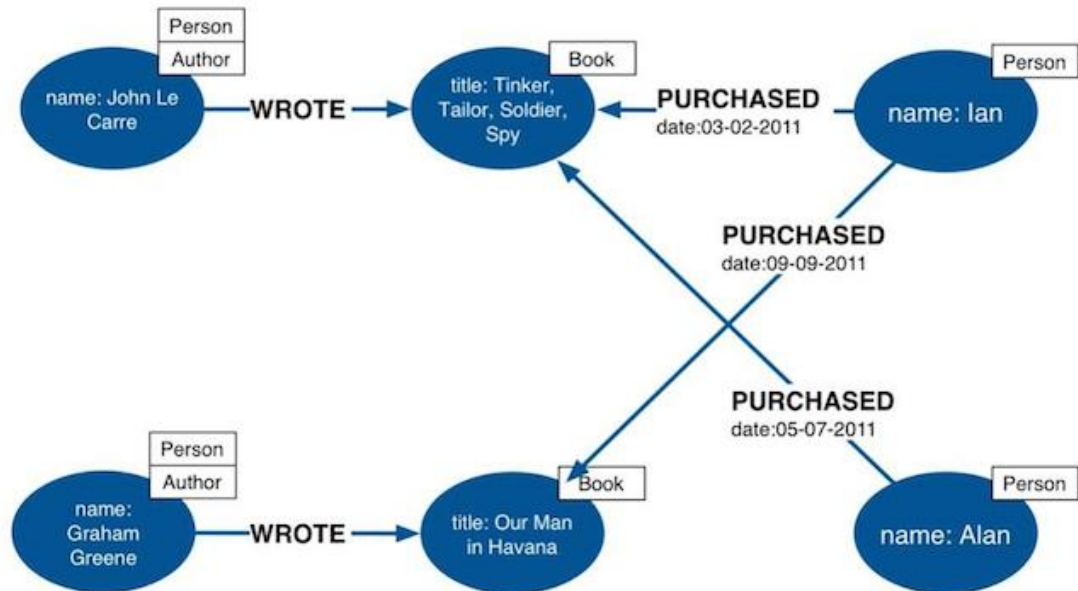 Person
Author
name: John Le
Carre
WROTE
Book
title: Tinker,
Tailor, Soldier,
Spy
PURCHASED
date:03-02-2011
Person
name: Ian
PURCHASED
date:09-09-2011
PURCHASED
date:05-07-2011
Person
Author
name:
Graham
Greene
WROTE
Book
title: Our Man
in Havana
Person
name: Alan